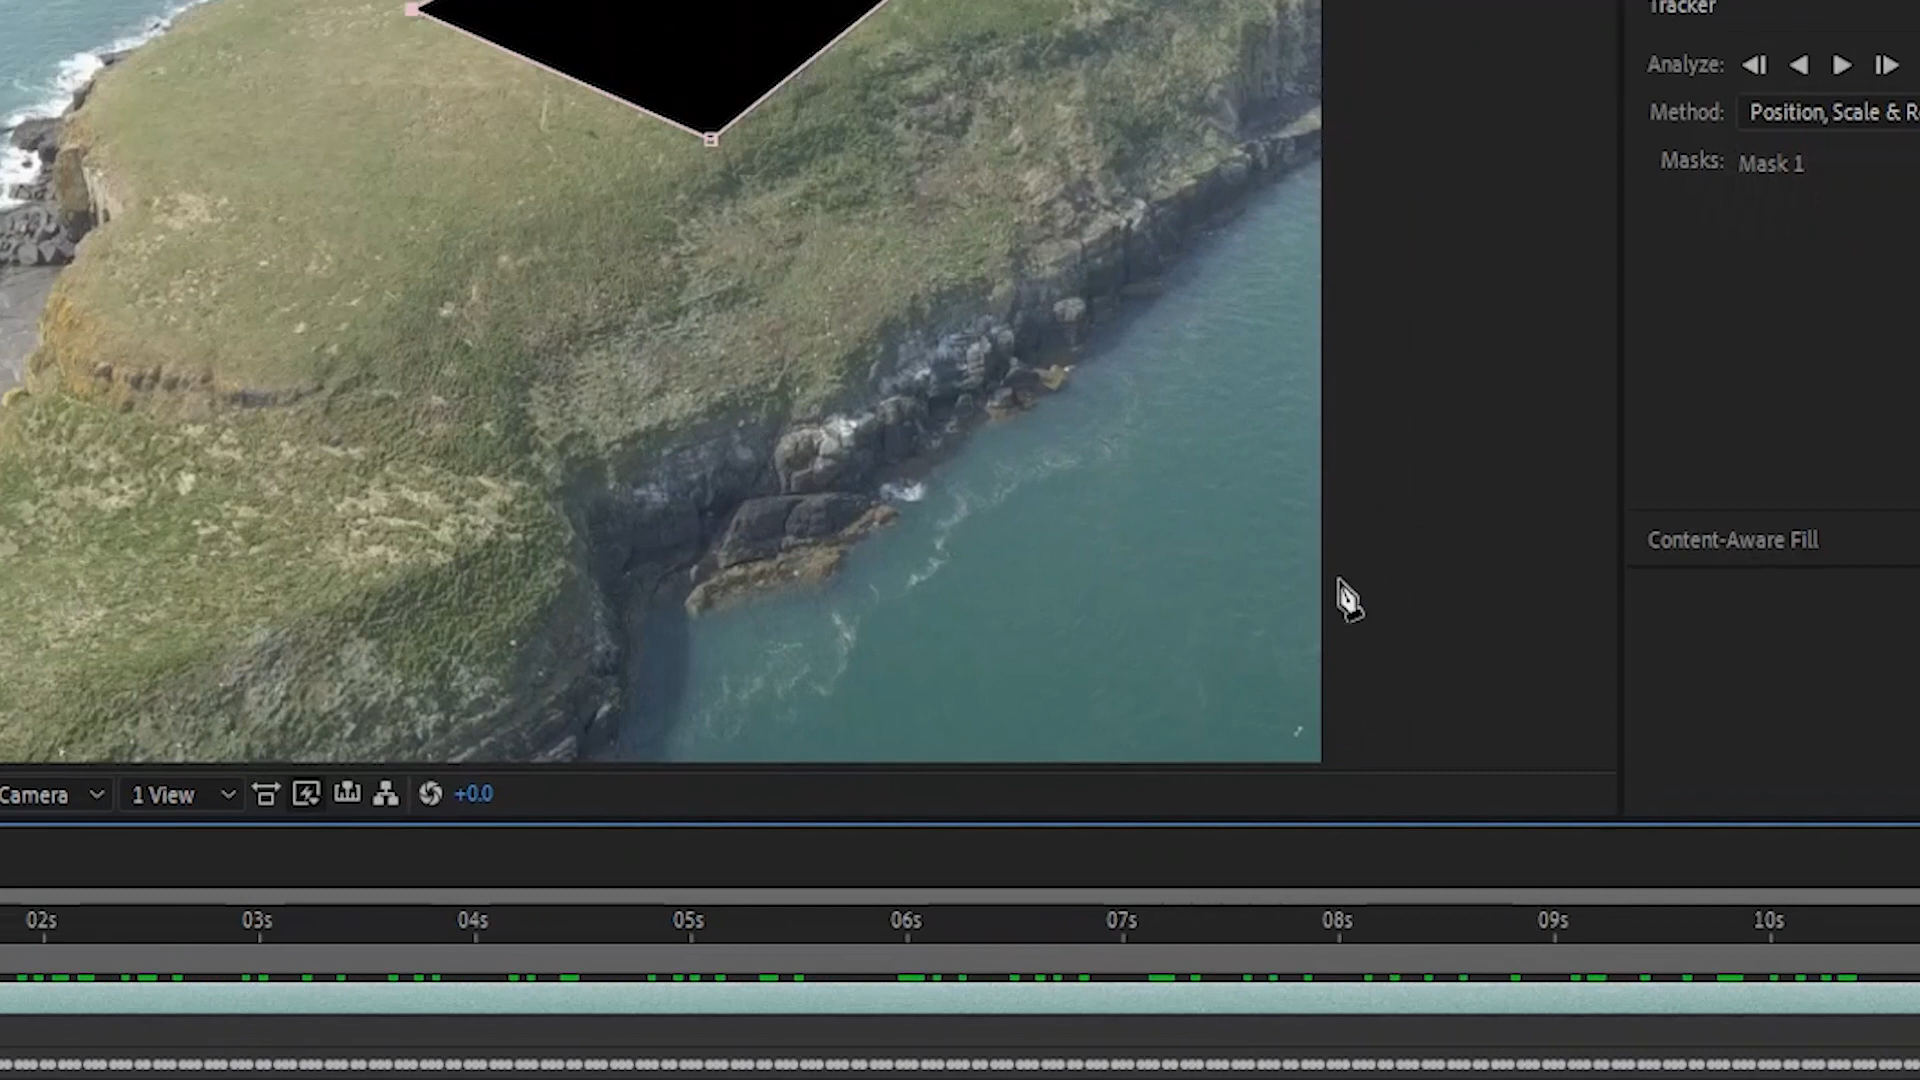 Tracker
Analyze:
Method: Position, Scale & R
Masks: Mask 1
Content-Aware Fill
Camera 1 View +0.0
02s 03s 04s 05s 06s 07s 08s 09s 10s